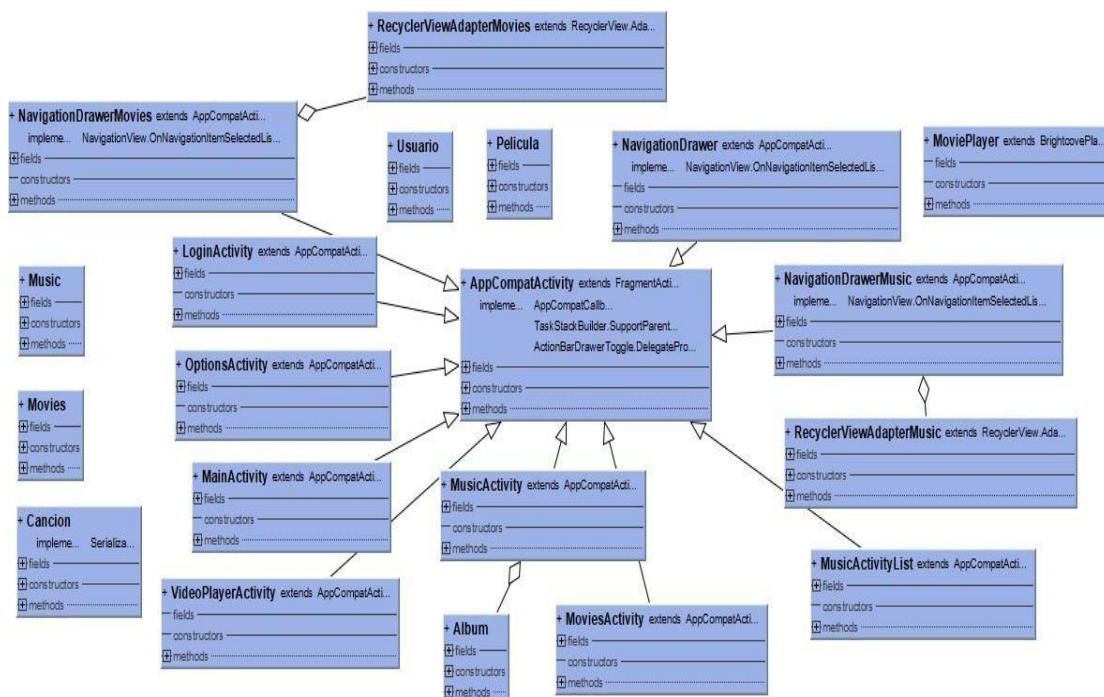 + RecyclerViewAdapterMovies extends RecyclerView.Ada...
fields
constructors
methods
+ NavigationDrawerMovies extends AppCompatActi...
impleme... NavigationView.OnNavigationItemSelectedLis...
fields
constructors
methods
+ Usuario
fields
constructors
methods
+ Pelicula
fields
constructors
methods
+ NavigationDrawer extends AppCompatActi...
impleme... NavigationView.OnNavigationItemSelectedLis...
fields
constructors
methods
+ MoviePlayer extends BrightcovePla...
fields
constructors
methods
+ LoginActivity extends AppCompatActi...
fields
constructors
methods
+ Music
fields
constructors
methods
+ AppCompatActivity extends FragmentActi...
impleme... AppCompatCallb...
TaskStackBuilder.SupportParent...
ActionBarDrawerToggle.DelegatePro...
fields
constructors
methods
+ NavigationDrawerMusic extends AppCompatActi...
impleme... NavigationView.OnNavigationItemSelectedLis...
fields
constructors
methods
+ OptionsActivity extends AppCompatActi...
fields
constructors
methods
+ Movies
fields
constructors
methods
+ RecyclerViewAdapterMusic extends RecyclerView.Ada...
fields
constructors
methods
+ MainActivity extends AppCompatActi...
fields
constructors
methods
+ MusicActivity extends AppCompatActi...
fields
constructors
methods
+ Cancion
impleme... Serializa...
fields
constructors
methods
+ MusicActivityList extends AppCompatActi...
fields
constructors
methods
+ VideoPlayerActivity extends AppCompatActi...
fields
constructors
methods
+ Album
fields
constructors
methods
+ MoviesActivity extends AppCompatActi...
fields
constructors
methods